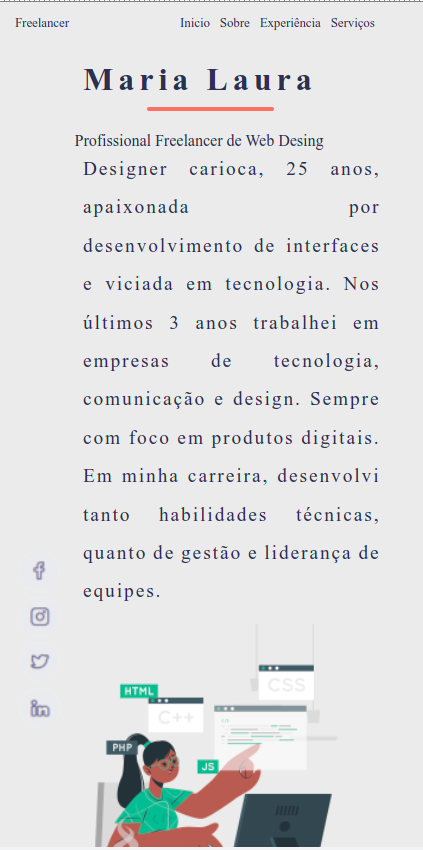 Freelancer Inicio Sobre Experiência Serviços
Maria Laura
Profissional Freelancer de Web Desing
Designer carioca, 25 anos,
apaixonada por
desenvolvimento de interfaces
e viciada em tecnologia. Nos
últimos 3 anos trabalhei em
empresas de tecnologia,
comunicação e design. Sempre
com foco em produtos digitais.
Em minha carreira, desenvolvi
tanto habilidades técnicas,
quanto de gestão e liderança de
equipes.
CSS
HTML
C++
PHP
JS